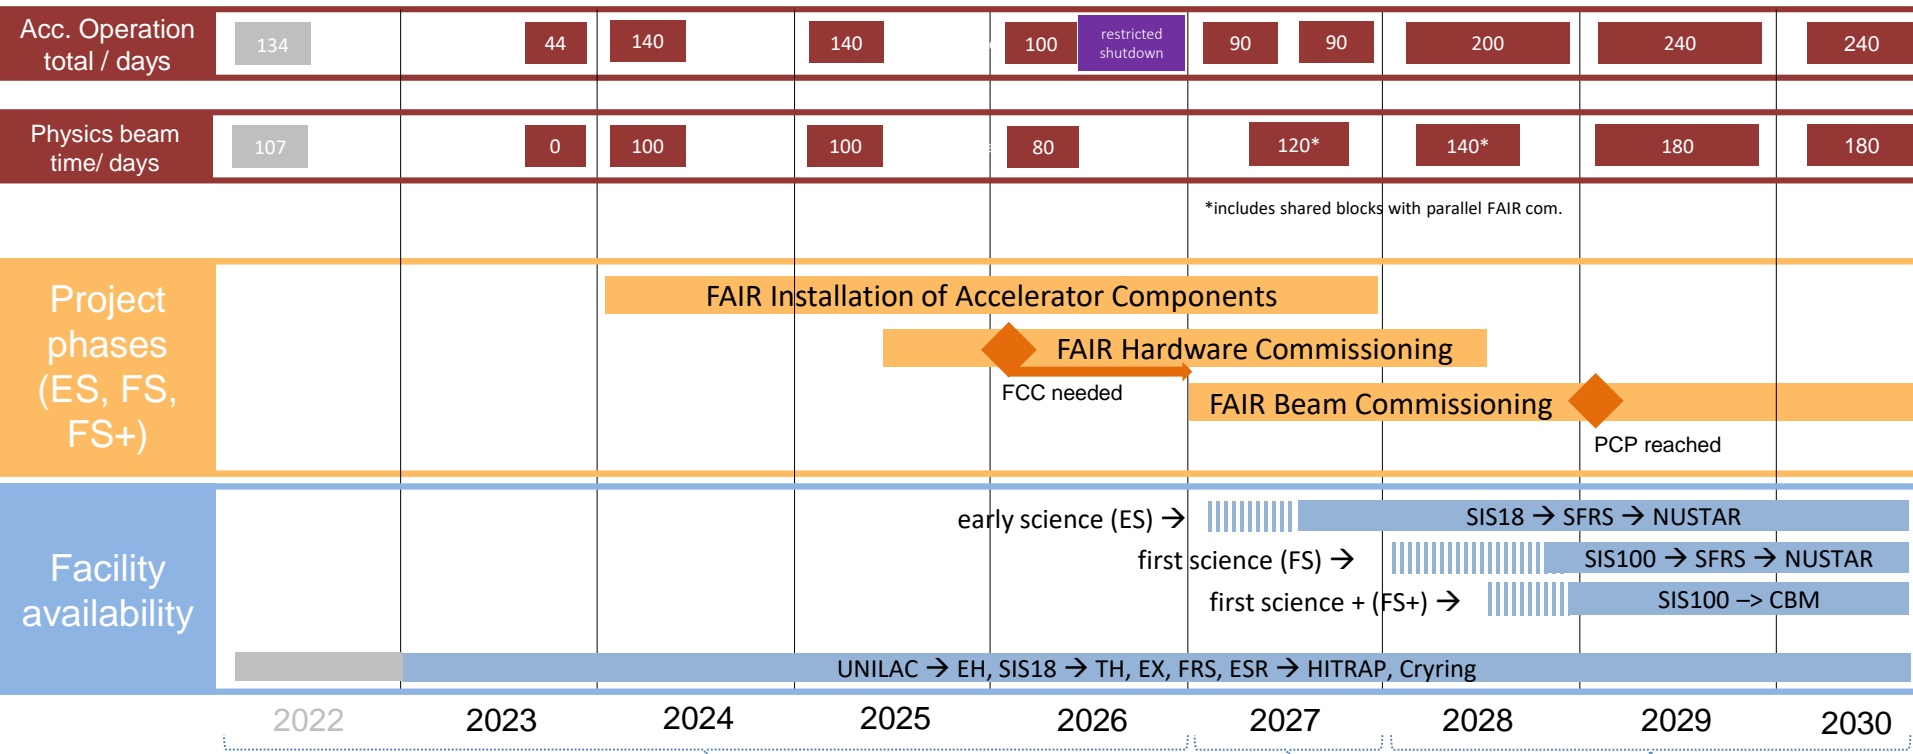 Acc. Operation
total / days
134
44
140
140
100
restricted
shutdown
90
90
200
240
240
Physics beam
time/ days
107
0
100
100
80
120*
140*
180
180
*includes shared blocks with parallel FAIR com.
Project
phases
(ES, FS,
FS+)
FAIR Installation of Accelerator Components
FAIR Hardware Commissioning
FCC needed
FAIR Beam Commissioning
PCP reached
Facility
availability
early science (ES) →
SIS18 → SFRS → NUSTAR
first science (FS) →
SIS100 → SFRS → NUSTAR
first science + (FS+) →
SIS100 –> CBM
UNILAC → EH, SIS18 → TH, EX, FRS, ESR → HITRAP, Cryring
2022
2023
2024
2025
2026
2027
2028
2029
2030